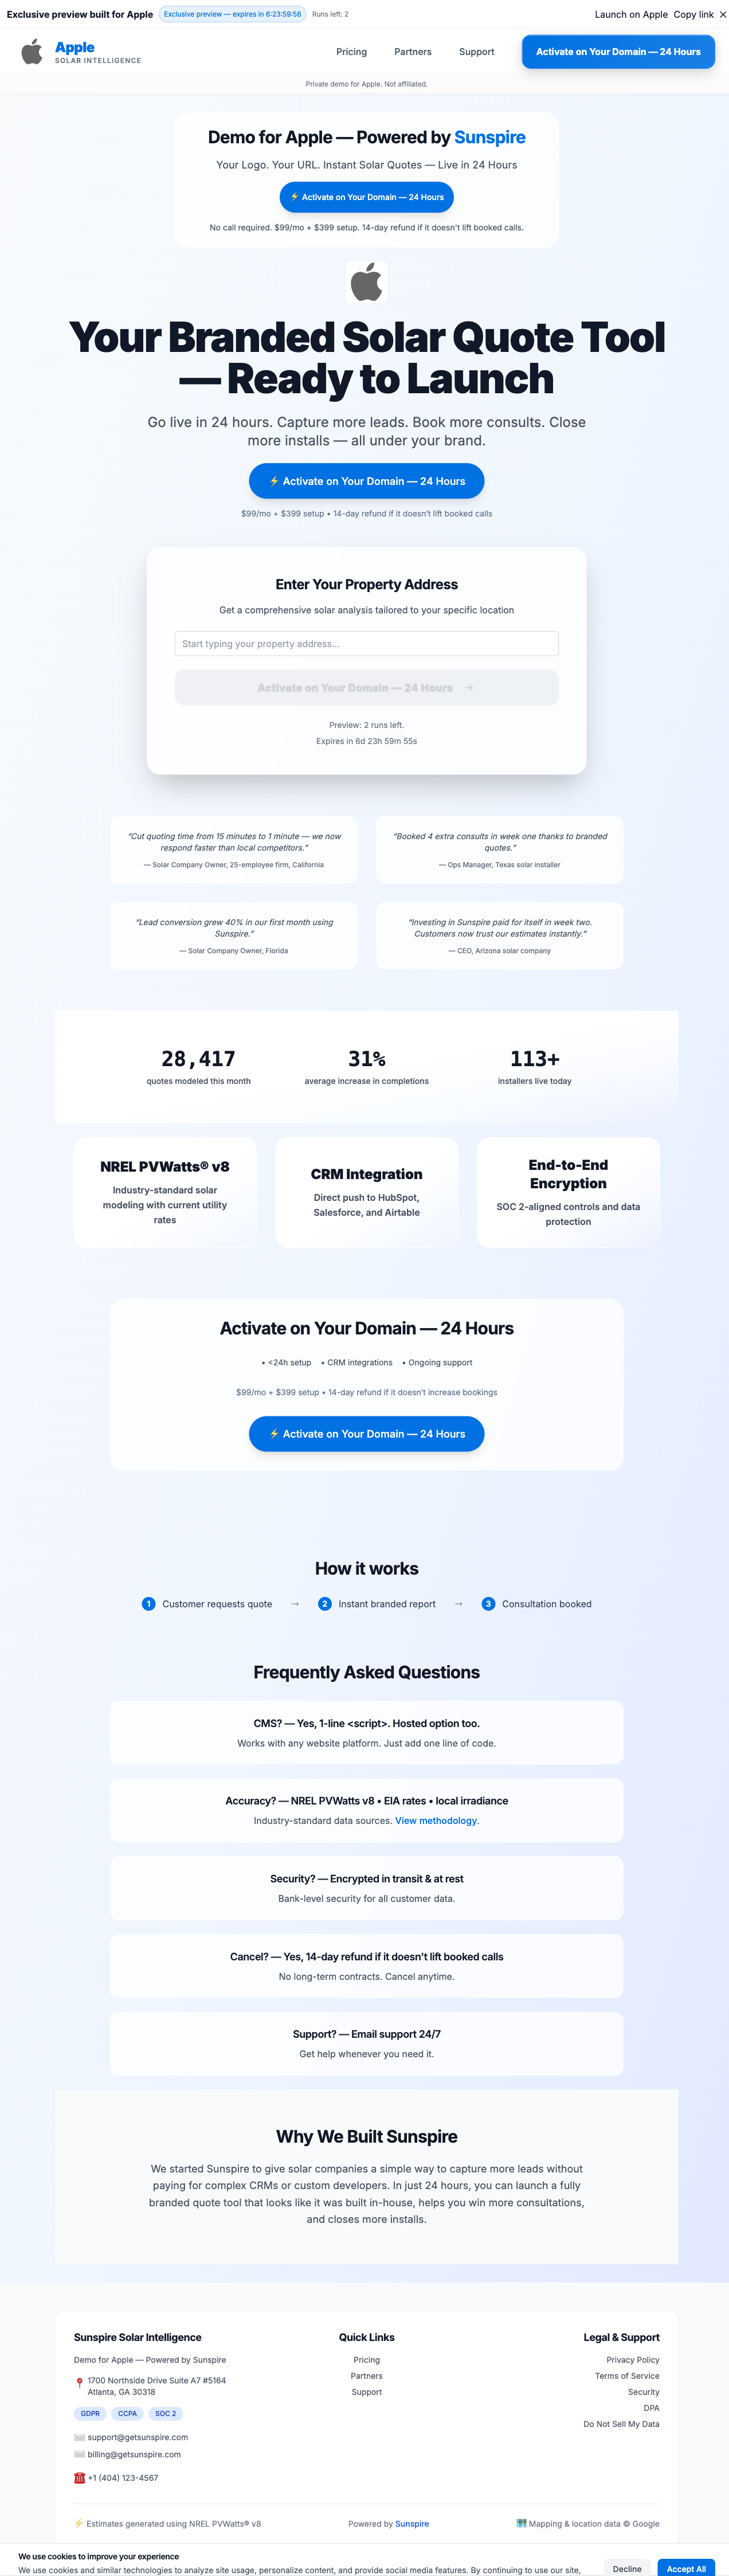 Exclusive preview built for Apple
Exclusive preview — expires in 6:23:59:56
Runs left: 2
Launch on Apple
Copy link
✕
Apple
SOLAR INTELLIGENCE
Pricing
Partners
Support
Activate on Your Domain — 24 Hours
Private demo for Apple. Not affiliated.
Demo for Apple — Powered by Sunspire
Your Logo. Your URL. Instant Solar Quotes — Live in 24 Hours
⚡ Activate on Your Domain — 24 Hours
No call required. $99/mo + $399 setup. 14-day refund if it doesn't lift booked calls.
Your Branded Solar Quote Tool
— Ready to Launch
Go live in 24 hours. Capture more leads. Book more consults. Close
more installs — all under your brand.
⚡ Activate on Your Domain — 24 Hours
$99/mo + $399 setup • 14-day refund if it doesn't lift booked calls
Enter Your Property Address
Get a comprehensive solar analysis tailored to your specific location
Start typing your property address...
Activate on Your Domain — 24 Hours →
Preview: 2 runs left.
Expires in 6d 23h 59m 55s
"Cut quoting time from 15 minutes to 1 minute — we now
respond faster than local competitors."
— Solar Company Owner, 25-employee firm, California
"Booked 4 extra consults in week one thanks to branded
quotes."
— Ops Manager, Texas solar installer
"Lead conversion grew 40% in our first month using
Sunspire."
— Solar Company Owner, Florida
"Investing in Sunspire paid for itself in week two.
Customers now trust our estimates instantly."
— CEO, Arizona solar company
28,417
quotes modeled this month
31%
average increase in completions
113+
installers live today
NREL PVWatts® v8
Industry-standard solar
modeling with current utility
rates
CRM Integration
Direct push to HubSpot,
Salesforce, and Airtable
End-to-End
Encryption
SOC 2-aligned controls and data
protection
Activate on Your Domain — 24 Hours
• <24h setup • CRM integrations • Ongoing support
$99/mo + $399 setup • 14-day refund if it doesn't increase bookings
⚡ Activate on Your Domain — 24 Hours
How it works
1 Customer requests quote → 2 Instant branded report → 3 Consultation booked
Frequently Asked Questions
CMS? — Yes, 1-line <script>. Hosted option too.
Works with any website platform. Just add one line of code.
Accuracy? — NREL PVWatts v8 • EIA rates • local irradiance
Industry-standard data sources. View methodology.
Security? — Encrypted in transit & at rest
Bank-level security for all customer data.
Cancel? — Yes, 14-day refund if it doesn't lift booked calls
No long-term contracts. Cancel anytime.
Support? — Email support 24/7
Get help whenever you need it.
Why We Built Sunspire
We started Sunspire to give solar companies a simple way to capture more leads without
paying for complex CRMs or custom developers. In just 24 hours, you can launch a fully
branded quote tool that looks like it was built in-house, helps you win more consultations,
and closes more installs.
Sunspire Solar Intelligence
Demo for Apple — Powered by Sunspire
📍 1700 Northside Drive Suite A7 #5164
Atlanta, GA 30318
GDPR
CCPA
SOC 2
✉️ support@getsunspire.com
✉️ billing@getsunspire.com
☎️ +1 (404) 123-4567
Quick Links
Pricing
Partners
Support
Legal & Support
Privacy Policy
Terms of Service
Security
DPA
Do Not Sell My Data
⚡ Estimates generated using NREL PVWatts® v8
Powered by Sunspire
🗺️ Mapping & location data © Google
We use cookies to improve your experience
We use cookies and similar technologies to analyze site usage, personalize content, and provide social media features. By continuing to use our site,
Decline
Accept All